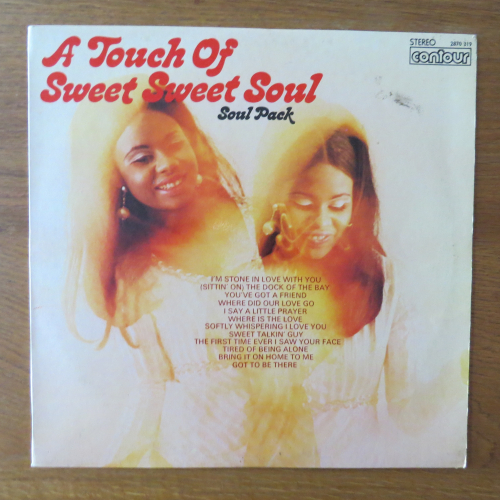 A Touch Of
Sweet Sweet Soul
Soul Pack
STEREO 2870 319
contour
I'M STONE IN LOVE WITH YOU
(SITTIN' ON) THE DOCK OF THE BAY
YOU'VE GOT A FRIEND
WHERE DID OUR LOVE GO
I SAY A LITTLE PRAYER
WHERE IS THE LOVE
SOFTLY WHISPERING I LOVE YOU
SWEET TALKIN' GUY
THE FIRST TIME EVER I SAW YOUR FACE
TIRED OF BEING ALONE
BRING IT ON HOME TO ME
GOT TO BE THERE